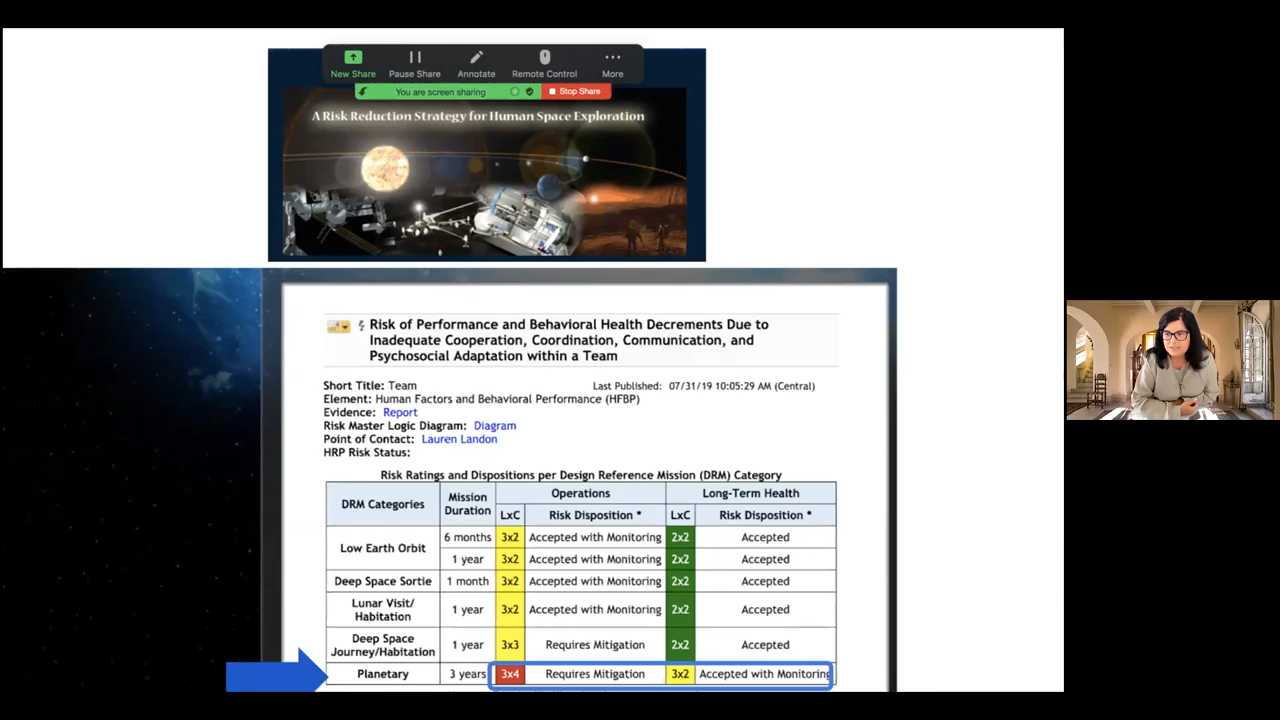 New Share Pause Share Annotate Remote Control More
You are screen sharing Stop Share
A Risk Reduction Strategy for Human Space Exploration
Risk of Performance and Behavioral Health Decrements Due to
Inadequate Cooperation, Coordination, Communication, and
Psychosocial Adaptation within a Team
Short Title: Team Last Published: 07/31/19 10:05:29 AM (Central)
Element: Human Factors and Behavioral Performance (HFBP)
Evidence: Report
Risk Master Logic Diagram: Diagram
Point of Contact: Lauren Landon
HRP Risk Status:
Risk Ratings and Dispositions per Design Reference Mission (DRM) Category
DRM Categories Mission Duration Operations Long-Term Health
LxC Risk Disposition * LxC Risk Disposition *
Low Earth Orbit 6 months 3x2 Accepted with Monitoring 2x2 Accepted
1 year 3x2 Accepted with Monitoring 2x2 Accepted
Deep Space Sortie 1 month 3x2 Accepted with Monitoring 2x2 Accepted
Lunar Visit/ Habitation 1 year 3x2 Accepted with Monitoring 2x2 Accepted
Deep Space Journey/Habitation 1 year 3x3 Requires Mitigation 2x2 Accepted
Planetary 3 years 3x4 Requires Mitigation 3x2 Accepted with Monitoring